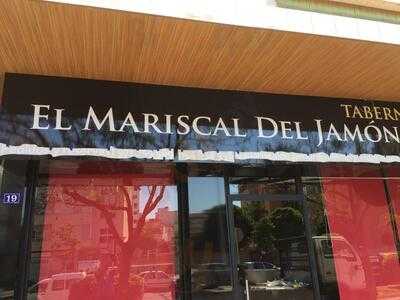 TABERN
EL MARISCAL DEL JAMÓN
19